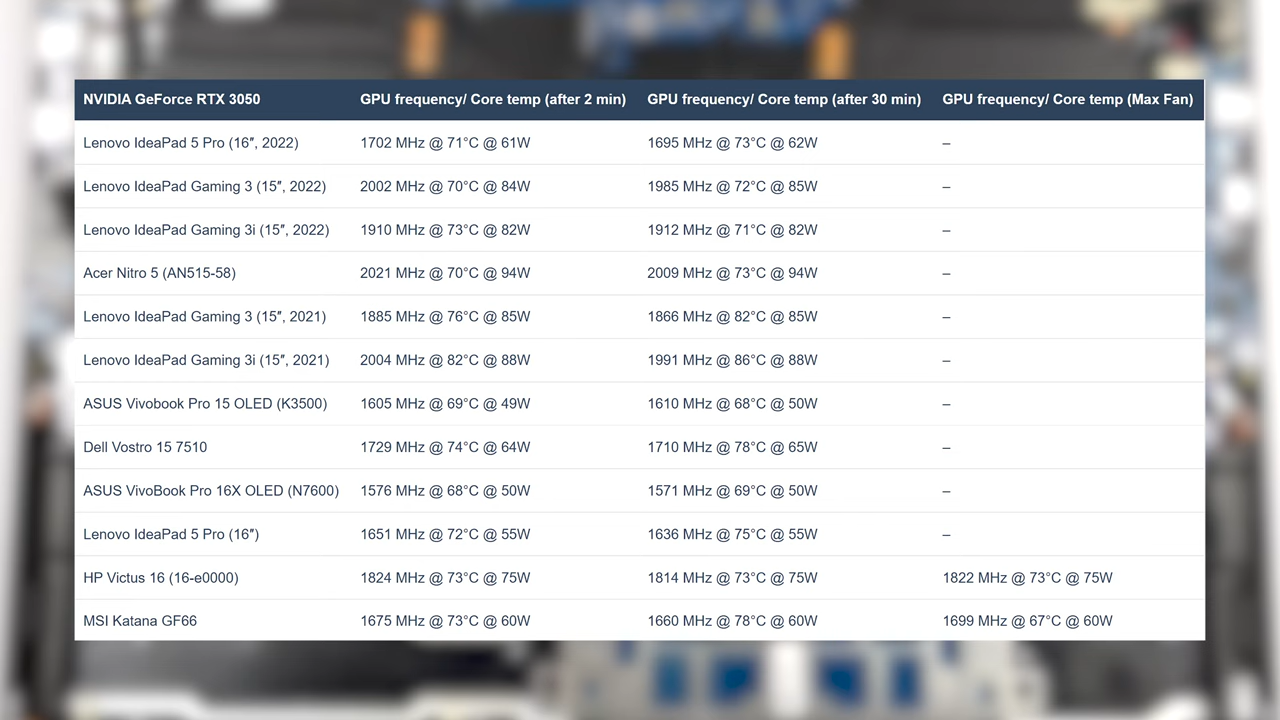 NVIDIA GeForce RTX 3050 GPU frequency/ Core temp (after 2 min) GPU frequency/ Core temp (after 30 min) GPU frequency/ Core temp (Max Fan)
Lenovo IdeaPad 5 Pro (16″, 2022) 1702 MHz @ 71°C @ 61W 1695 MHz @ 73°C @ 62W –
Lenovo IdeaPad Gaming 3 (15″, 2022) 2002 MHz @ 70°C @ 84W 1985 MHz @ 72°C @ 85W –
Lenovo IdeaPad Gaming 3i (15″, 2022) 1910 MHz @ 73°C @ 82W 1912 MHz @ 71°C @ 82W –
Acer Nitro 5 (AN515-58) 2021 MHz @ 70°C @ 94W 2009 MHz @ 73°C @ 94W –
Lenovo IdeaPad Gaming 3 (15″, 2021) 1885 MHz @ 76°C @ 85W 1866 MHz @ 82°C @ 85W –
Lenovo IdeaPad Gaming 3i (15″, 2021) 2004 MHz @ 82°C @ 88W 1991 MHz @ 86°C @ 88W –
ASUS Vivobook Pro 15 OLED (K3500) 1605 MHz @ 69°C @ 49W 1610 MHz @ 68°C @ 50W –
Dell Vostro 15 7510 1729 MHz @ 74°C @ 64W 1710 MHz @ 78°C @ 65W –
ASUS VivoBook Pro 16X OLED (N7600) 1576 MHz @ 68°C @ 50W 1571 MHz @ 69°C @ 50W –
Lenovo IdeaPad 5 Pro (16″) 1651 MHz @ 72°C @ 55W 1636 MHz @ 75°C @ 55W –
HP Victus 16 (16-e0000) 1824 MHz @ 73°C @ 75W 1814 MHz @ 73°C @ 75W 1822 MHz @ 73°C @ 75W
MSI Katana GF66 1675 MHz @ 73°C @ 60W 1660 MHz @ 78°C @ 60W 1699 MHz @ 67°C @ 60W